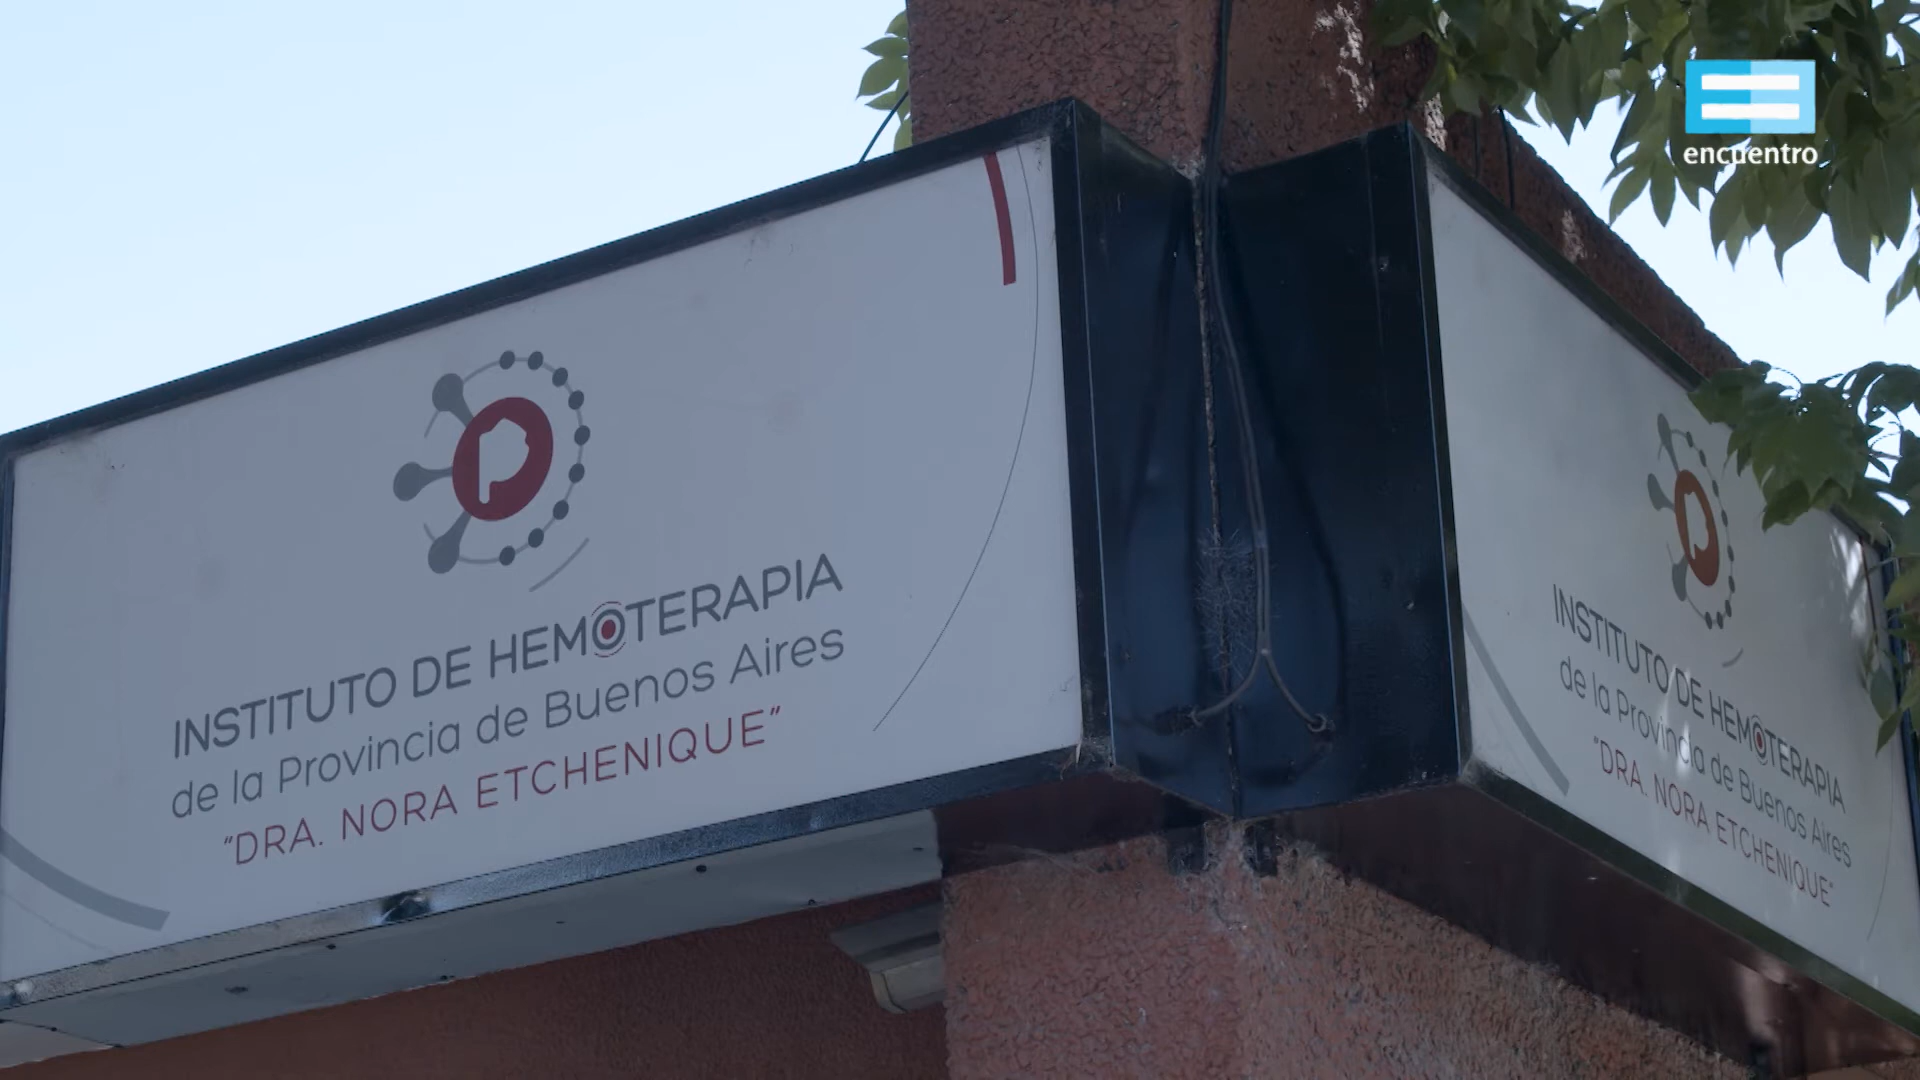 encuentro
INSTITUTO DE HEMOTERAPIA
de la Provincia de Buenos Aires
"DRA. NORA ETCHENIQUE"
INSTITUTO DE HEMOTERAPIA
de la Provincia de Buenos Aires
"DRA. NORA ETCHENIQUE"